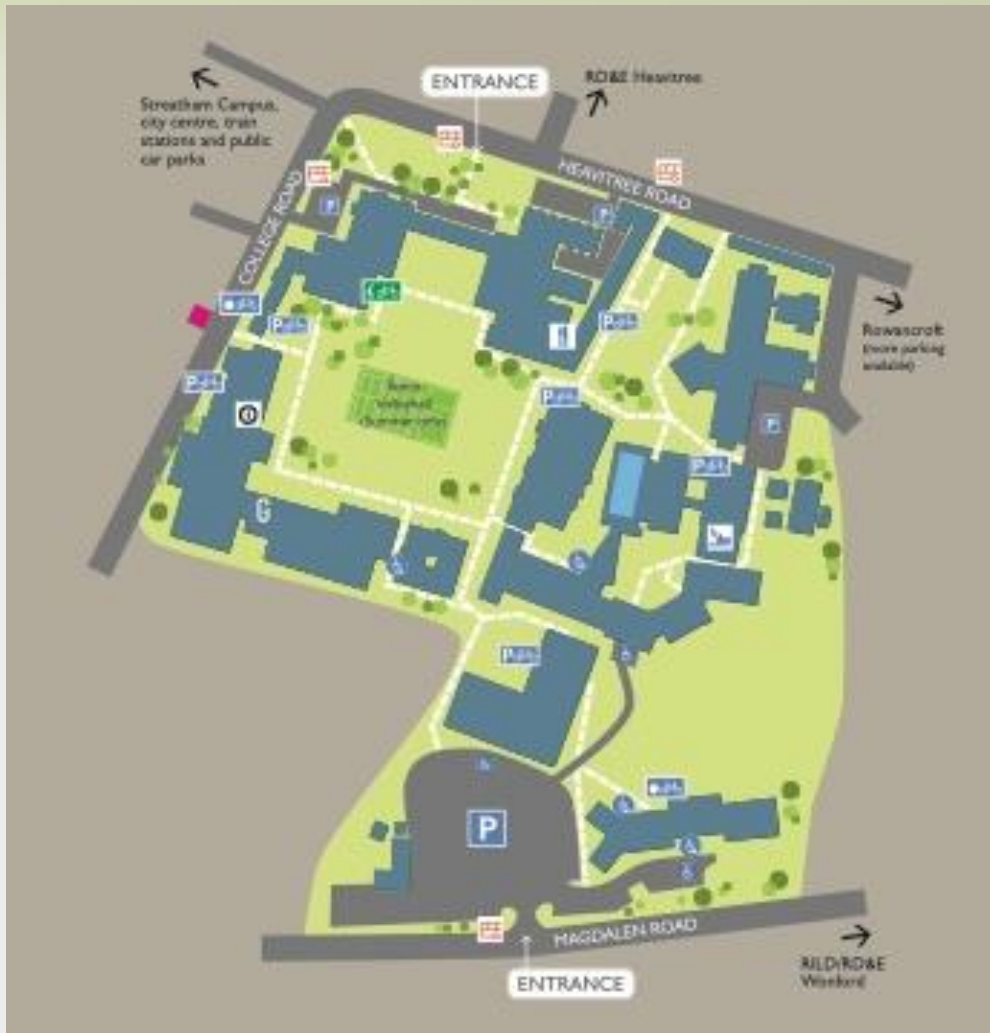 ENTRANCE
RD&E Heavitree
Streatham Campus,
city centre, train
stations and public
car parks
HEAVITREE ROAD
COLLEGE ROAD
P
P
P
P
Rowancroft
(more parking
available)
P
P
P
P
G
P
P
MAGDALEN ROAD
ENTRANCE
RILD/RD&E
Wonford